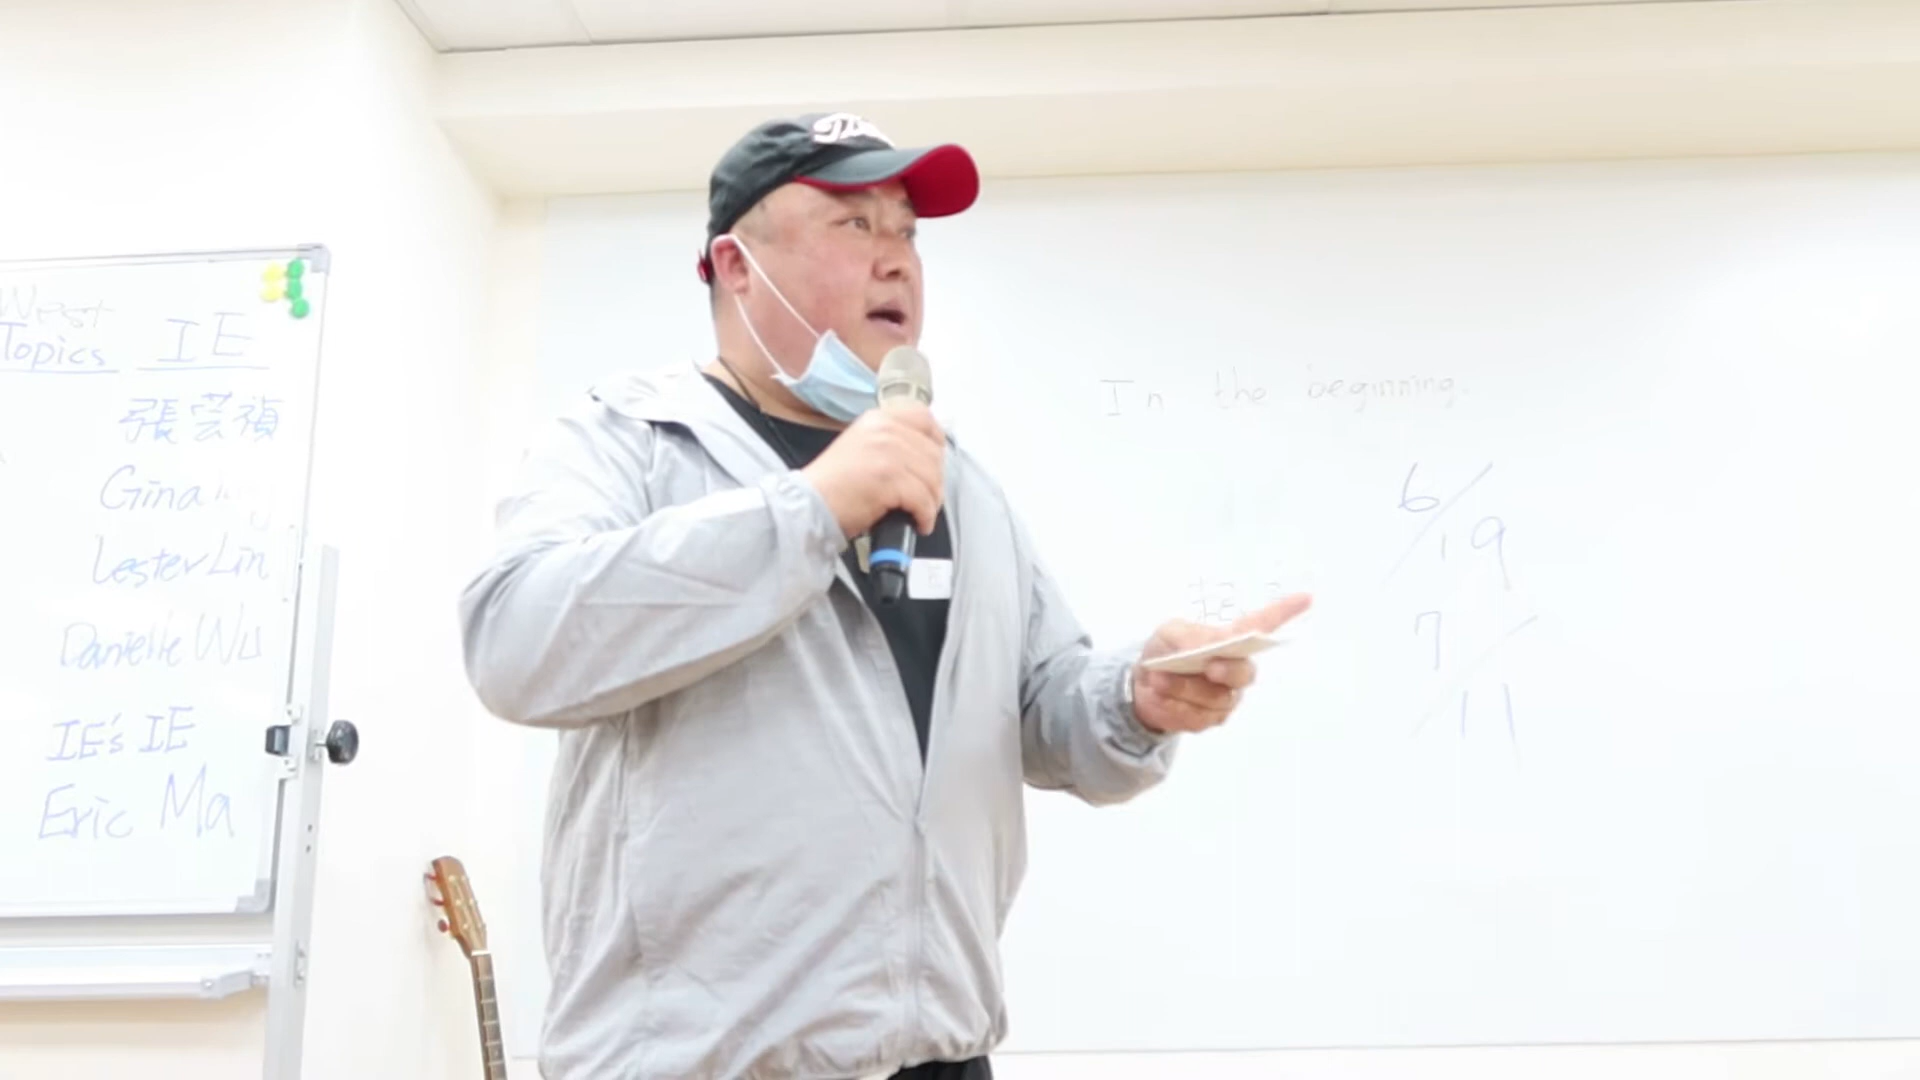 Topics
IE
張芸禎
Gina
Lester Lin
Danielle Wu
IE's IE
Eric Ma
In the beginning.
6/19
7/11